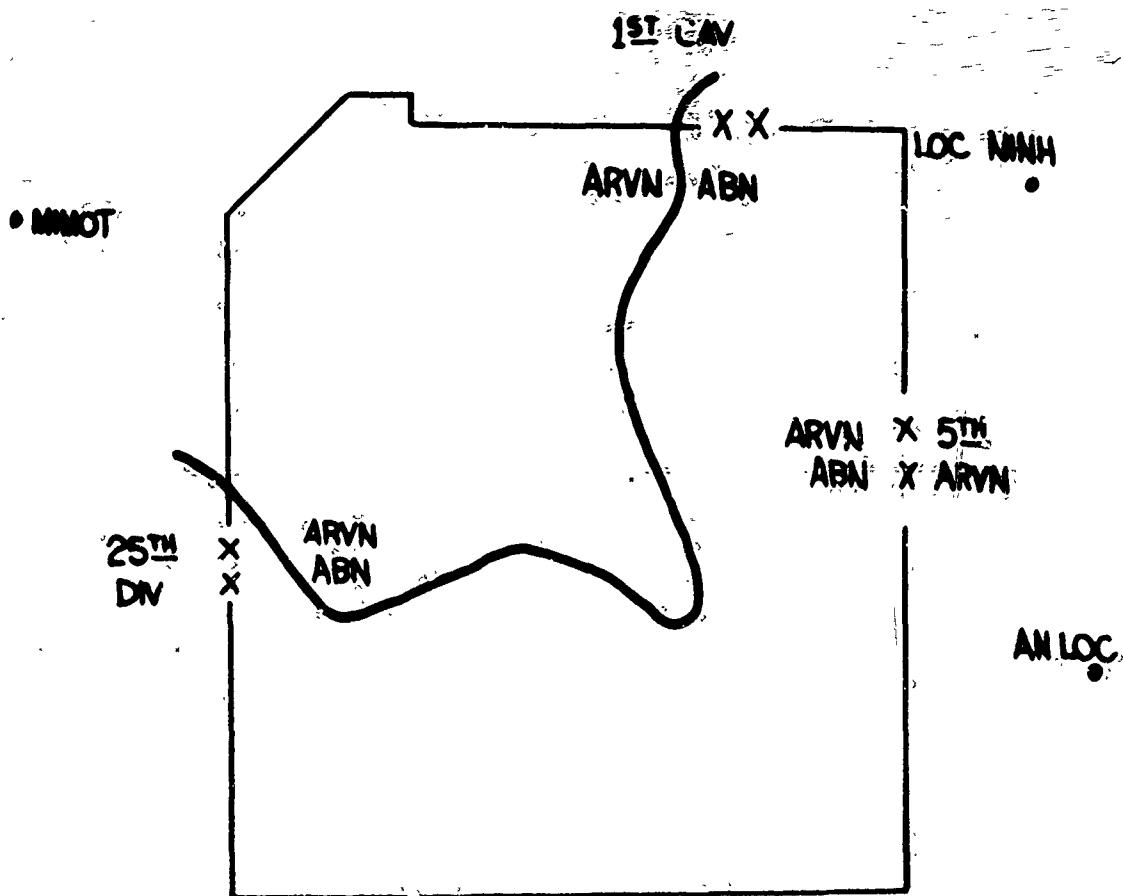 1ST CAV
X X
ARVN ABN
LOC NINH
MIMOT
ARVN X 5TH
ABN X ARVN
25TH X
DIV X
ARVN
ABN
AN LOC